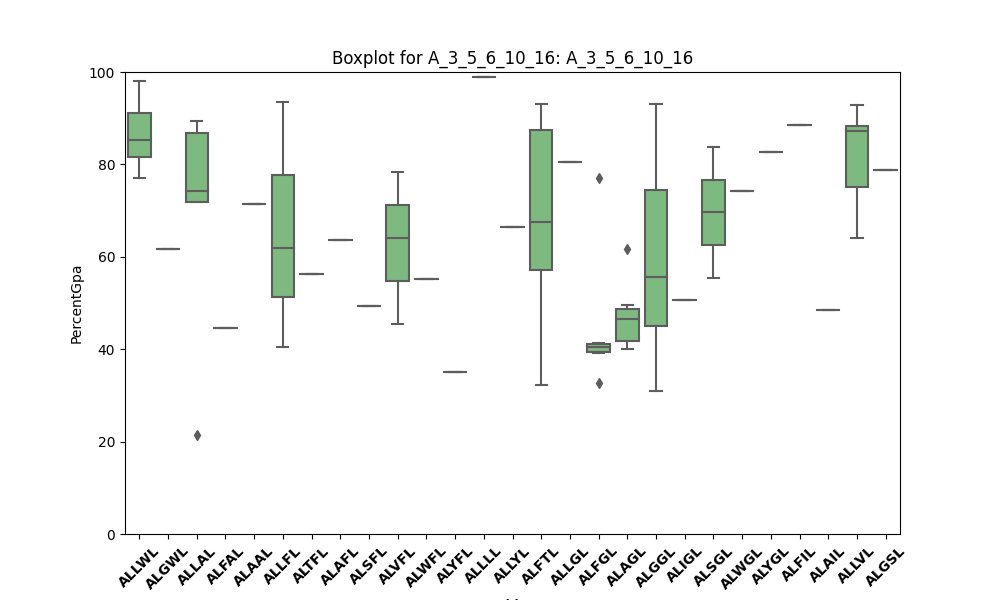 Boxplot for A_3_5_6_10_16: A_3_5_6_10_16
100
80
60
40
20
0
PercentGpa
ALLWL
ALGWL
ALLAL
ALFAL
ALAAL
ALLFL
ALTFL
ALAFL
ALSFL
ALVFL
ALWFL
ALYFL
ALLLL
ALLYL
ALFTL
ALLGL
ALFGL
ALAGL
ALGGL
ALIGL
ALSGL
ALWGL
ALYGL
ALFIL
ALAIL
ALLVL
ALGSL